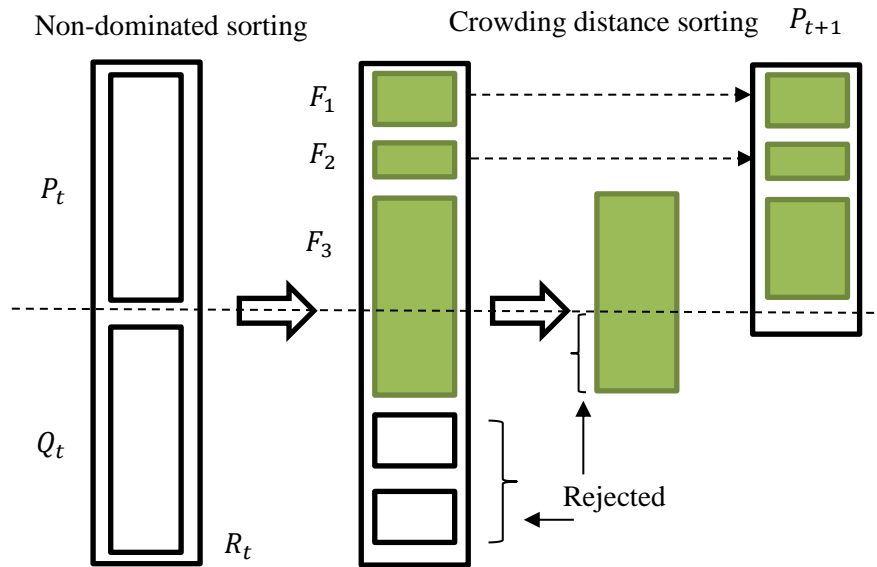 Non-dominated sorting
Crowding distance sorting
P_{t+1}
F_1
F_2
P_t
F_3
Q_t
Rejected
R_t